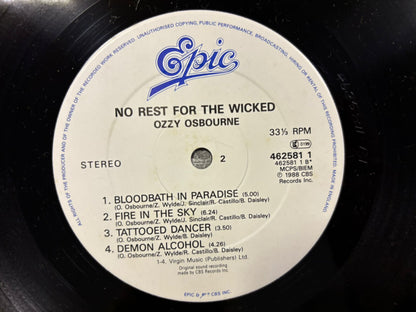 ALL RIGHTS OF THE PRODUCER AND OF THE OWNER OF THE RECORDED WORK RESERVED. UNAUTHORISED COPYING, PUBLIC PERFORMANCE, BROADCASTING, HIRING OR RENTAL OF THIS RECORDING PROHIBITED. MADE IN ENGLAND.
Epic
NO REST FOR THE WICKED
OZZY OSBOURNE
33⅓ RPM
STEREO
2
462581 1
462581 1 B*
MCPS/BIEM
℗ 1988 CBS
Records Inc.
1. BLOODBATH IN PARADISE (5.00)
(O. Osbourne/Z. Wylde/J. Sinclair/R. Castillo/B. Daisley)
2. FIRE IN THE SKY (6.24)
(O. Osbourne/Z. Wylde/J. Sinclair/R. Castillo/B. Daisley)
3. TATTOOED DANCER (3.50)
(O. Osbourne/Z. Wylde/B. Daisley)
4. DEMON ALCOHOL (4.26)
(O. Osbourne/Z. Wylde/R. Castillo/B. Daisley)
1-4. Virgin Music (Publishers) Ltd.
Original sound recording
made by CBS Records Inc.
EPIC & CBS INC.